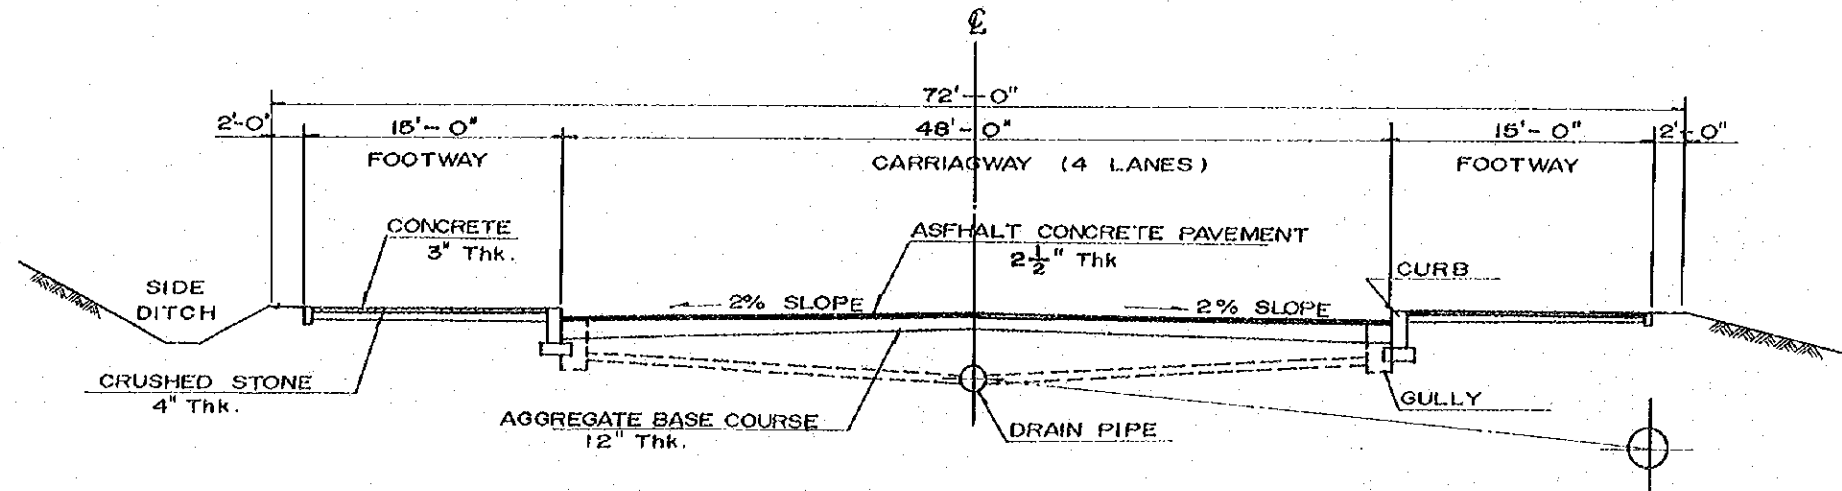 ℄
72'-0"
2'-0'
15'-0"
48'-0"
15'-0"
2'-0"
FOOTWAY
CARRIAGWAY (4 LANES)
FOOTWAY
CONCRETE
3" Thk.
ASFHALT CONCRETE PAVEMENT
2½" Thk
CURB
SIDE
DITCH
2% SLOPE
2% SLOPE
CRUSHED STONE
4" Thk.
AGGREGATE BASE COURSE
12" Thk.
DRAIN PIPE
GULLY